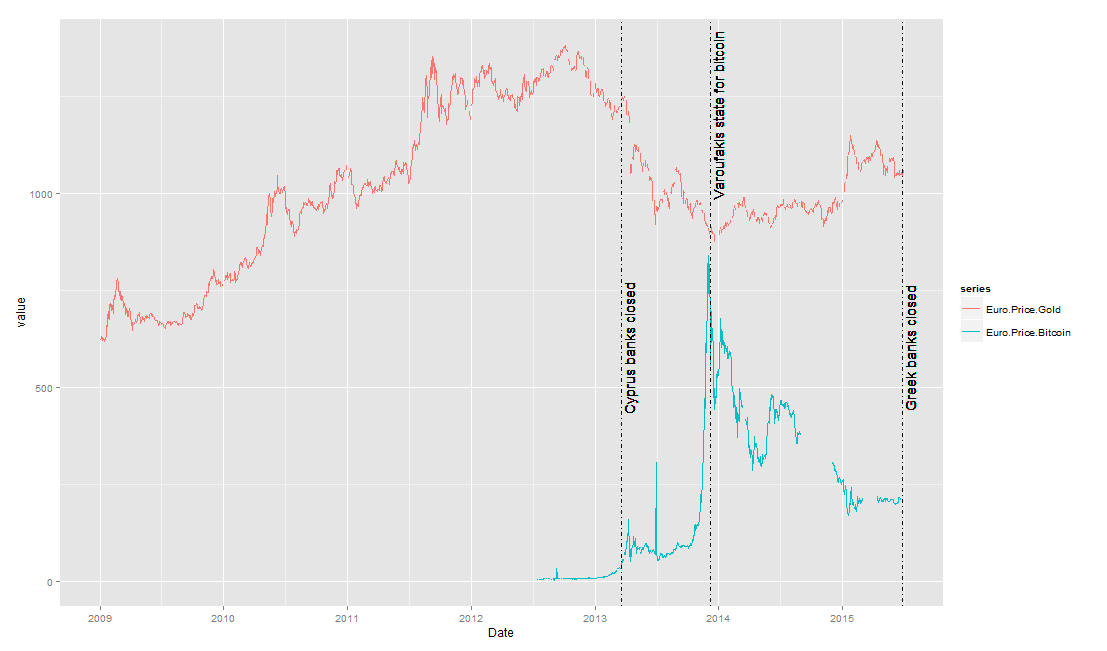 Varoufakis state for bitcoin
Cyprus banks closed
Greek banks closed
value
1000
500
0
2009
2010
2011
2012
2013
2014
2015
Date
series
Euro.Price.Gold
Euro.Price.Bitcoin